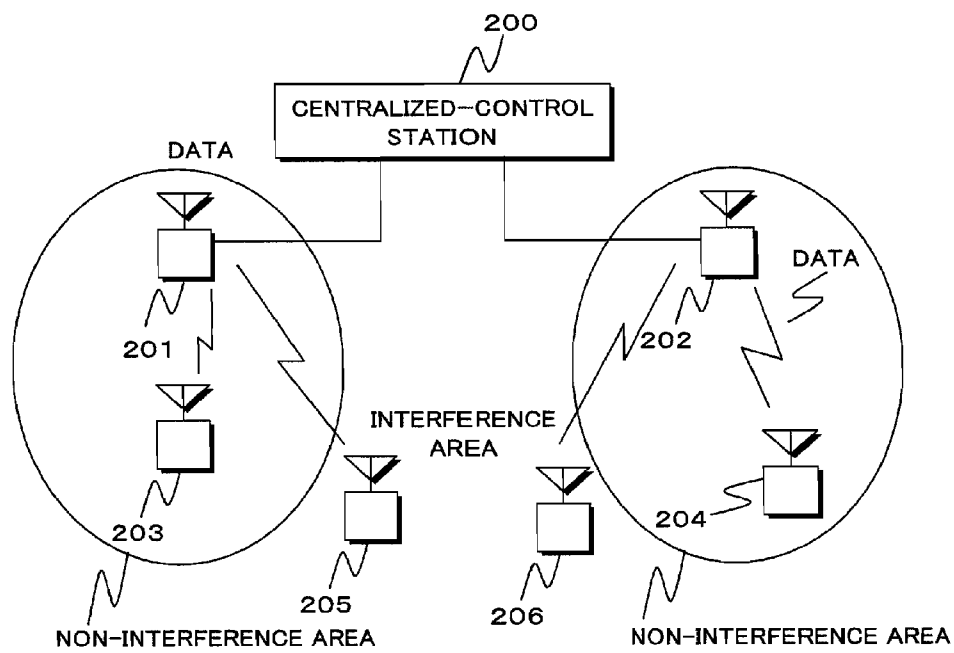 200
CENTRALIZED-CONTROL
STATION
DATA
DATA
201
202
INTERFERENCE
AREA
203
204
205
206
NON-INTERFERENCE AREA
NON-INTERFERENCE AREA